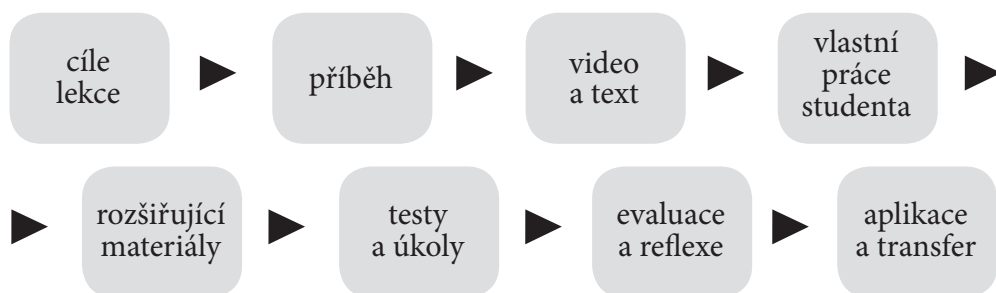 cíle
lekce
příběh
video
a text
vlastní
práce
studenta
rozšiřující
materiály
testy
a úkoly
evaluace
a reflexe
aplikace
a transfer